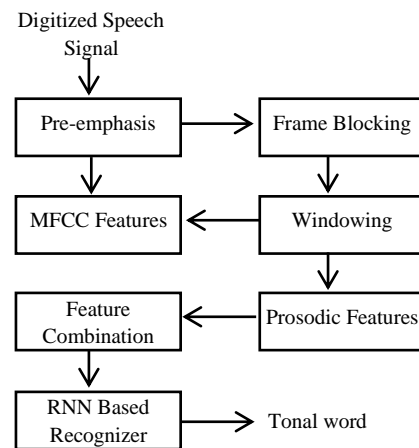 Digitized Speech
Signal
Pre-emphasis
Frame Blocking
MFCC Features
Windowing
Feature
Combination
Prosodic Features
RNN Based
Recognizer
Tonal word